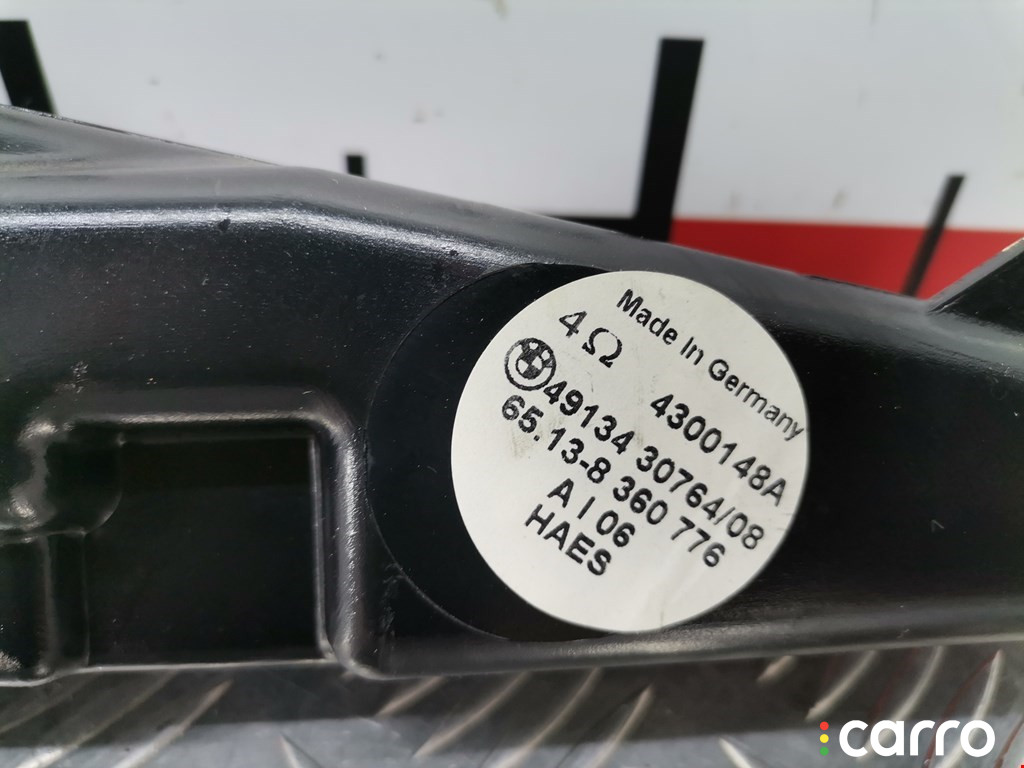 Made In Germany
4Ω
4300148A
49134 30764/08
65.13-8 360 776
A I 06
HAES
carro